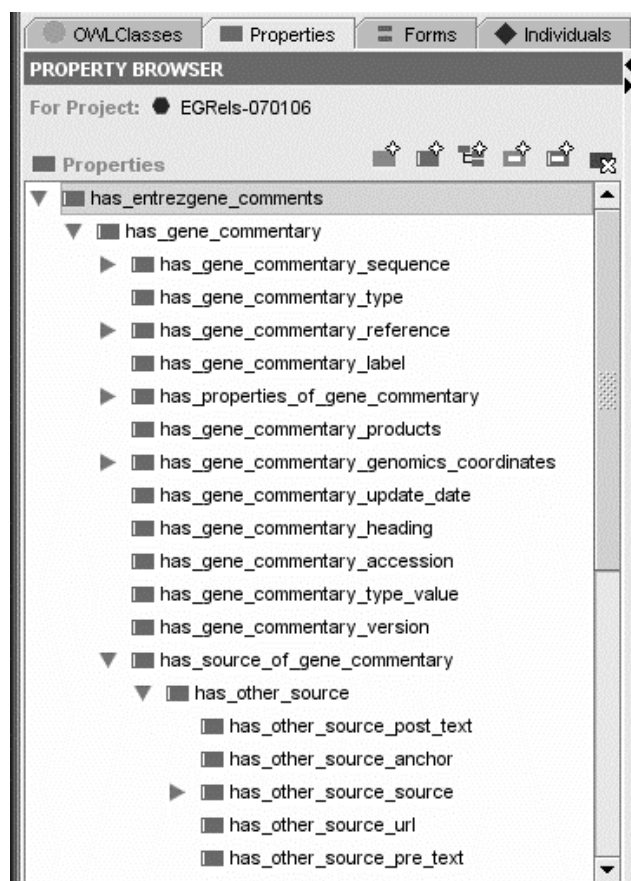 OWLClasses Properties Forms Individuals
PROPERTY BROWSER
For Project: EGRels-070106
Properties
has_entrezgene_comments
has_gene_commentary
has_gene_commentary_sequence
has_gene_commentary_type
has_gene_commentary_reference
has_gene_commentary_label
has_properties_of_gene_commentary
has_gene_commentary_products
has_gene_commentary_genomics_coordinates
has_gene_commentary_update_date
has_gene_commentary_heading
has_gene_commentary_accession
has_gene_commentary_type_value
has_gene_commentary_version
has_source_of_gene_commentary
has_other_source
has_other_source_post_text
has_other_source_anchor
has_other_source_source
has_other_source_url
has_other_source_pre_text